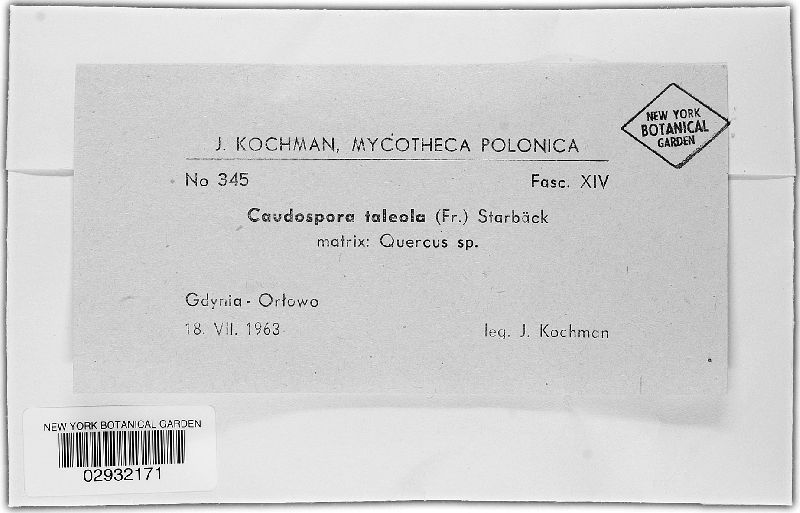 NEW YORK
BOTANICAL
GARDEN
J. KOCHMAN, MYCOTHECA POLONICA
No 345 Fasc. XIV
Caudospora taleola (Fr.) Starbäck
matrix: Quercus sp.
Gdynia - Orłowo
18. VII. 1963 leg. J. Kochman
NEW YORK BOTANICAL GARDEN
02932171